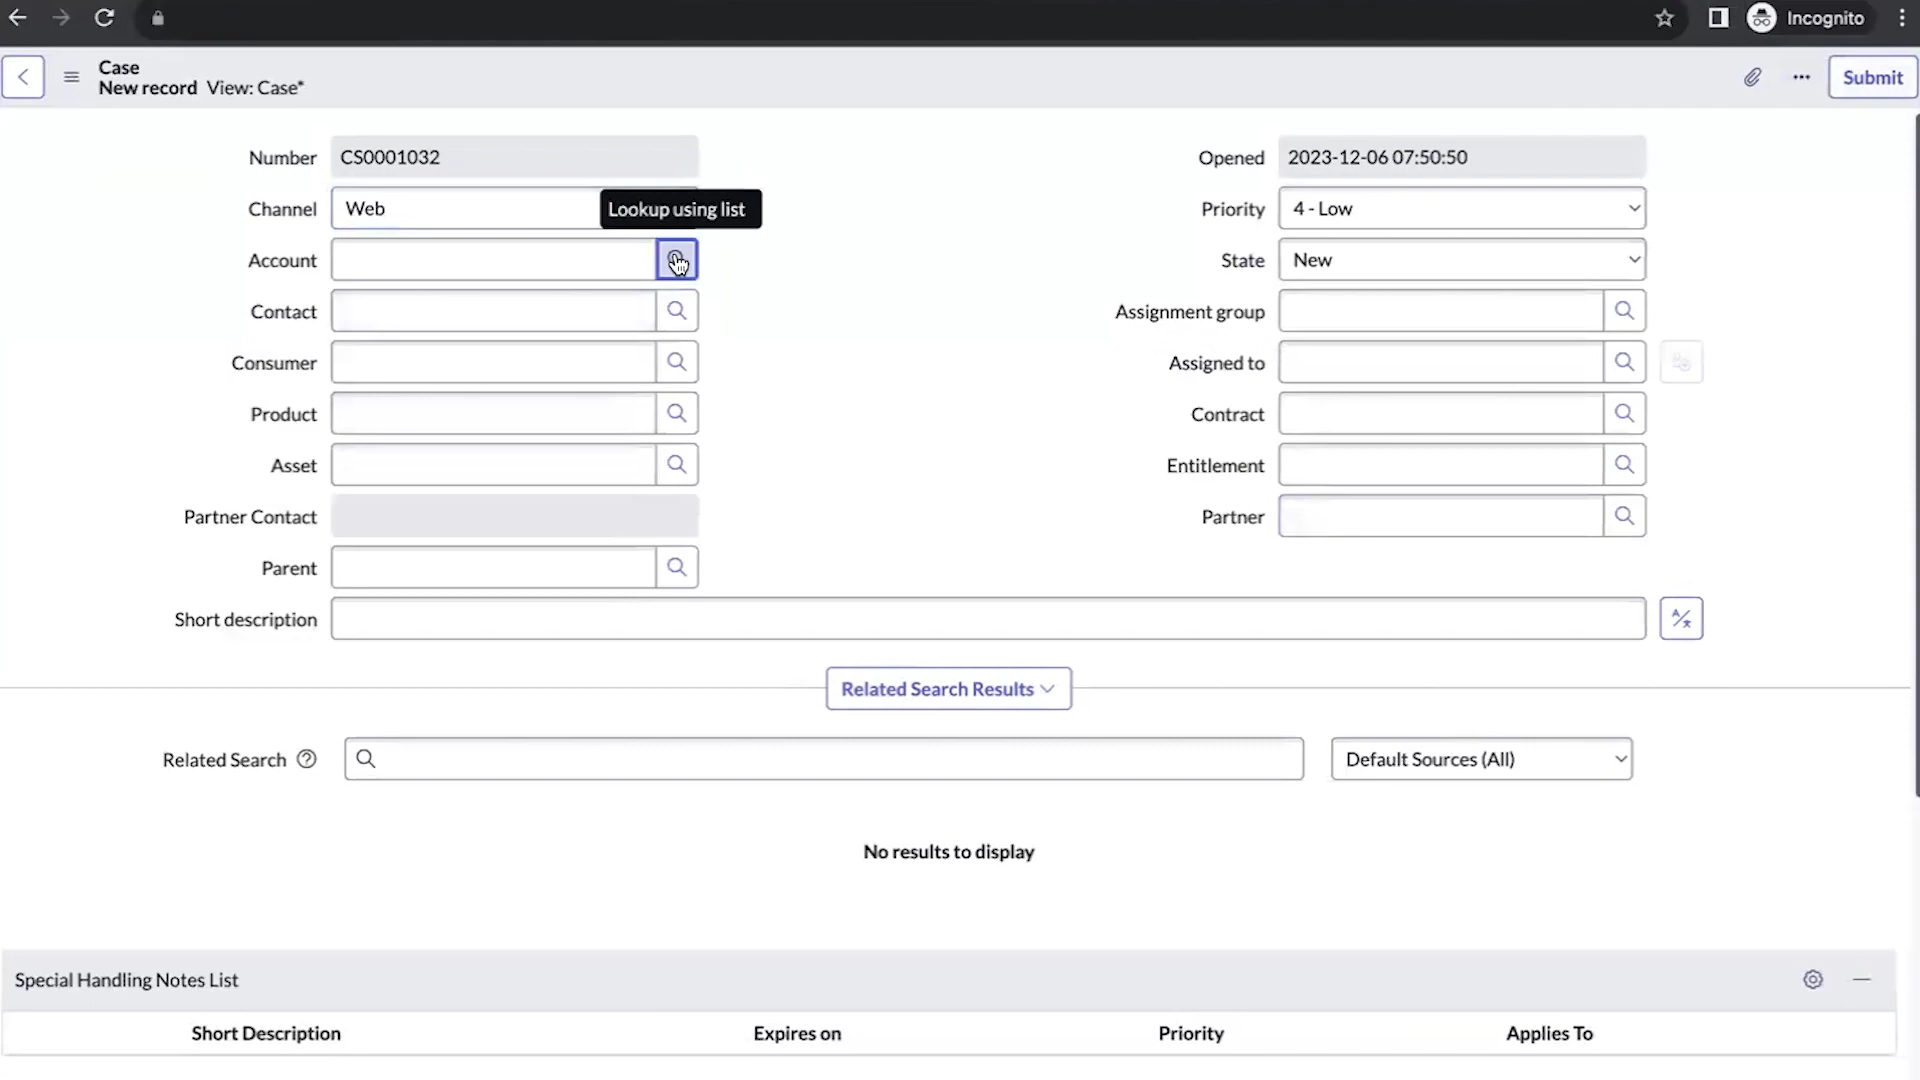 Incognito
Case
New record View: Case*
Submit
Number CS0001032
Opened 2023-12-06 07:50:50
Channel Web
Lookup using list
Priority 4 - Low
Account
State New
Contact
Assignment group
Consumer
Assigned to
Product
Contract
Asset
Entitlement
Partner Contact
Partner
Parent
Short description
Related Search Results
Related Search
Default Sources (All)
No results to display
Special Handling Notes List
Short Description Expires on Priority Applies To